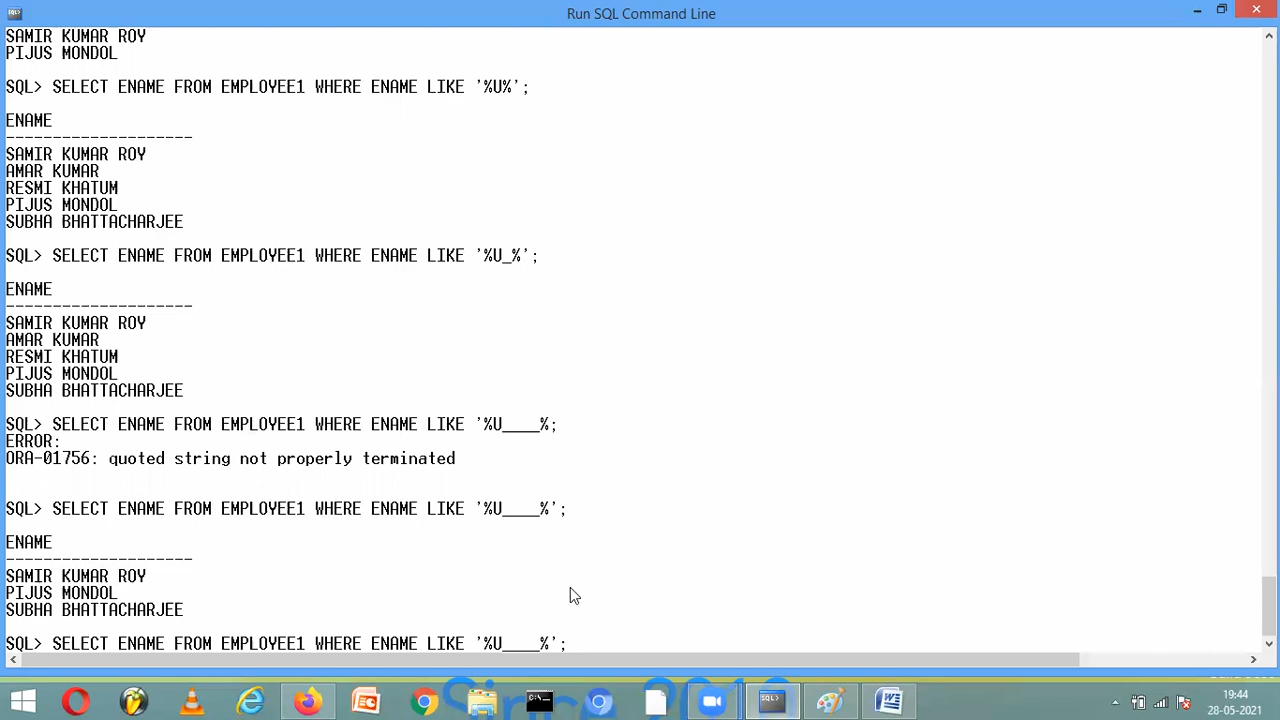 Run SQL Command Line
SAMIR KUMAR ROY
PIJUS MONDOL
SQL> SELECT ENAME FROM EMPLOYEE1 WHERE ENAME LIKE '%U%';
ENAME
--------------------
SAMIR KUMAR ROY
AMAR KUMAR
RESMI KHATUM
PIJUS MONDOL
SUBHA BHATTACHARJEE
SQL> SELECT ENAME FROM EMPLOYEE1 WHERE ENAME LIKE '%U_%';
ENAME
--------------------
SAMIR KUMAR ROY
AMAR KUMAR
RESMI KHATUM
PIJUS MONDOL
SUBHA BHATTACHARJEE
SQL> SELECT ENAME FROM EMPLOYEE1 WHERE ENAME LIKE '%U____%;
ERROR:
ORA-01756: quoted string not properly terminated
SQL> SELECT ENAME FROM EMPLOYEE1 WHERE ENAME LIKE '%U____%';
ENAME
--------------------
SAMIR KUMAR ROY
PIJUS MONDOL
SUBHA BHATTACHARJEE
SQL> SELECT ENAME FROM EMPLOYEE1 WHERE ENAME LIKE '%U____%';
19:44
28-05-2021